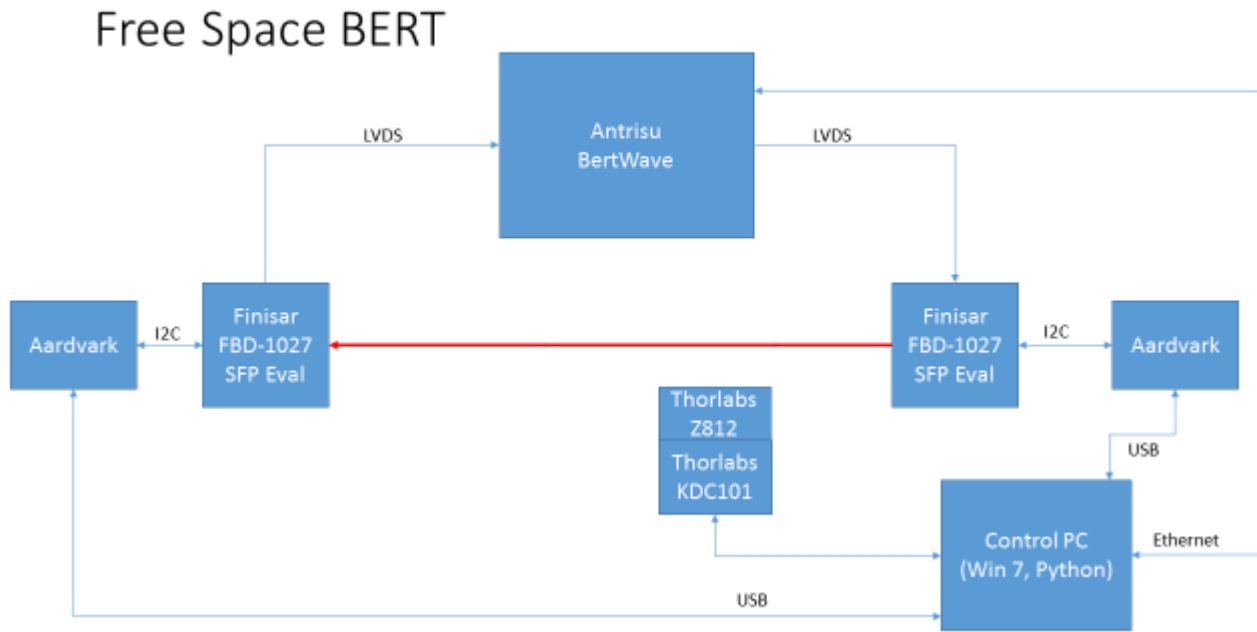 Free Space BERT
Antrisu
BertWave
LVDS
LVDS
Aardvark
I2C
Finisar
FBD-1027
SFP Eval
Finisar
FBD-1027
SFP Eval
I2C
Aardvark
Thorlabs
Z812
Thorlabs
KDC101
USB
Control PC
(Win 7, Python)
Ethernet
USB